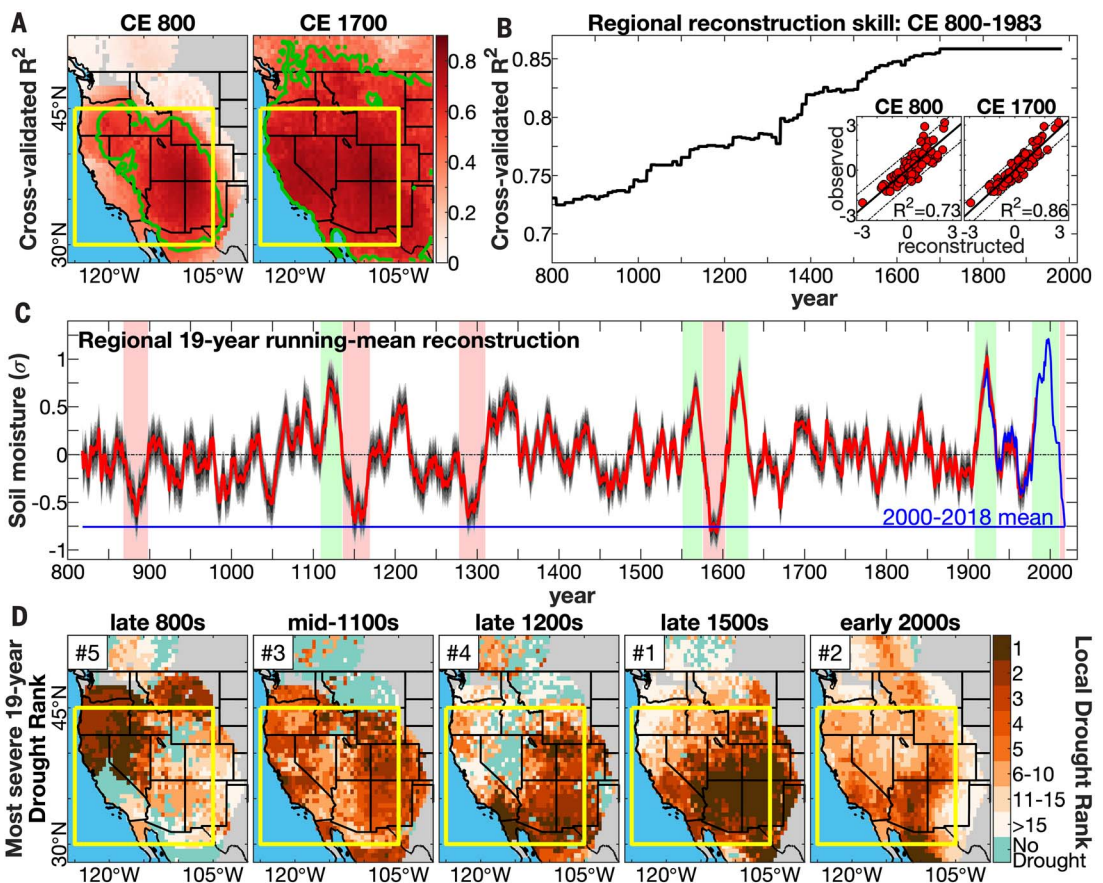 A
CE 800
CE 1700
Cross-validated R²
45°N
30°N
120°W
105°W
120°W
105°W
0.8
0.6
0.4
0.2
0
B
Regional reconstruction skill: CE 800-1983
Cross-validated R²
0.85
0.8
0.75
0.7
CE 800
CE 1700
observed
3
0
-3
R²=0.73
R²=0.86
-3
0
3
0
3
reconstructed
800
1000
1200
1400
1600
1800
2000
year
C
Regional 19-year running-mean reconstruction
Soil moisture (σ)
1
0.5
0
-0.5
-1
2000-2018 mean
800
900
1000
1100
1200
1300
1400
1500
1600
1700
1800
1900
2000
year
D
late 800s
mid-1100s
late 1200s
late 1500s
early 2000s
Most severe 19-year
Drought Rank
#5
#3
#4
#1
#2
45°N
30°N
120°W
105°W
120°W
105°W
120°W
105°W
120°W
105°W
120°W
105°W
1
2
3
4
5
6-10
11-15
>15
No
Drought
Local Drought Rank